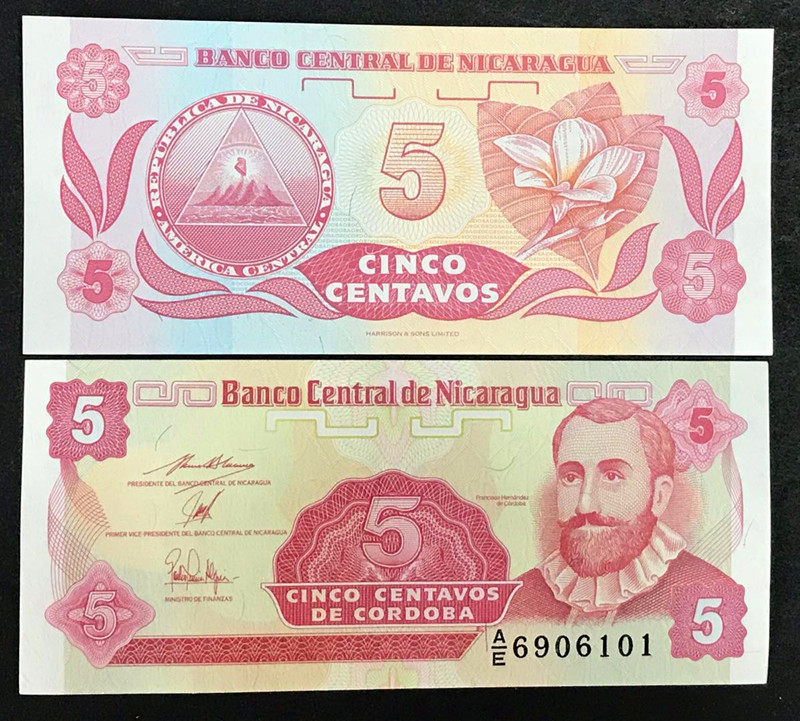 BANCO CENTRAL DE NICARAGUA
5
5
REPUBLICA DE NICARAGUA
AMERICA CENTRAL
5
5
5
CINCO
CENTAVOS
HARRISON & SONS LIMITED
Banco Central de Nicaragua
5
5
PRESIDENTE DEL BANCO CENTRAL DE NICARAGUA
Francisco Hernández
de Córdoba
5
PRIMER VICE-PRESIDENTE DEL BANCO CENTRAL DE NICARAGUA
MINISTRO DE FINANZAS
5
CINCO CENTAVOS
DE CORDOBA
5
A/E 6906101